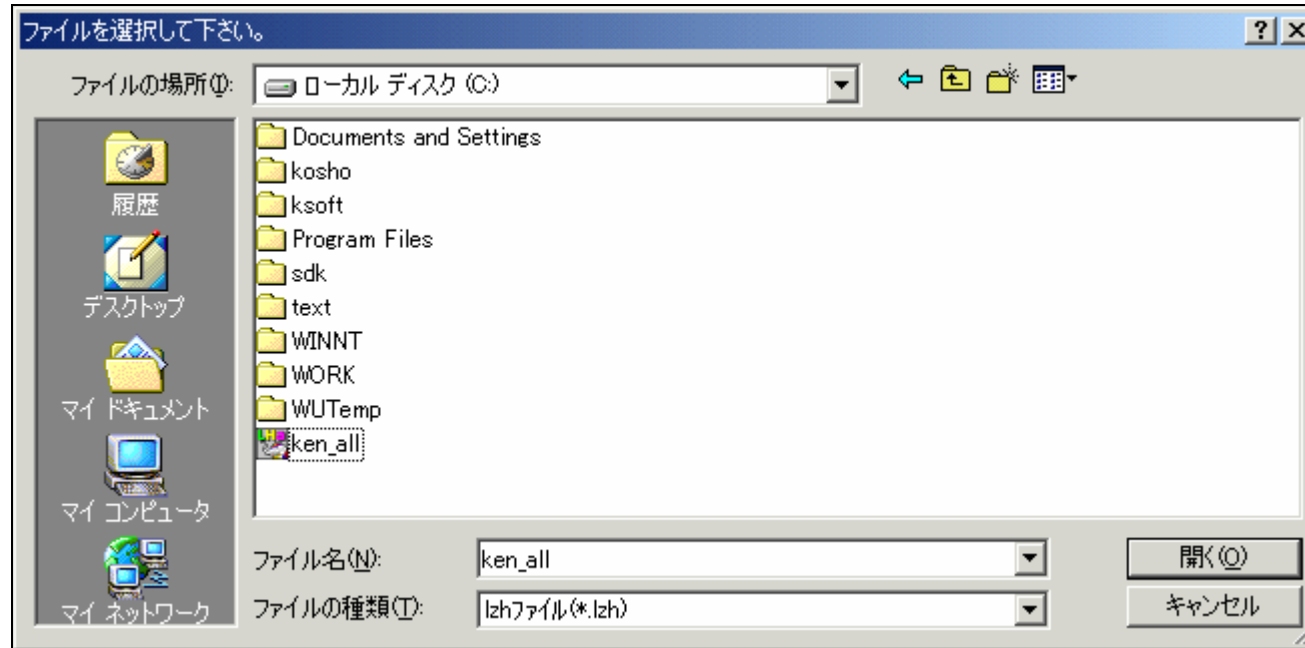 ファイルを選択して下さい。
ファイルの場所(I):
ローカル ディスク (C:)
Documents and Settings
kosho
ksoft
Program Files
sdk
text
WINNT
WORK
WUTemp
ken_all
履歴
デスクトップ
マイ ドキュメント
マイ コンピュータ
マイ ネットワーク
ファイル名(N):
ken_all
開く(O)
ファイルの種類(T):
lzhファイル(*.lzh)
キャンセル